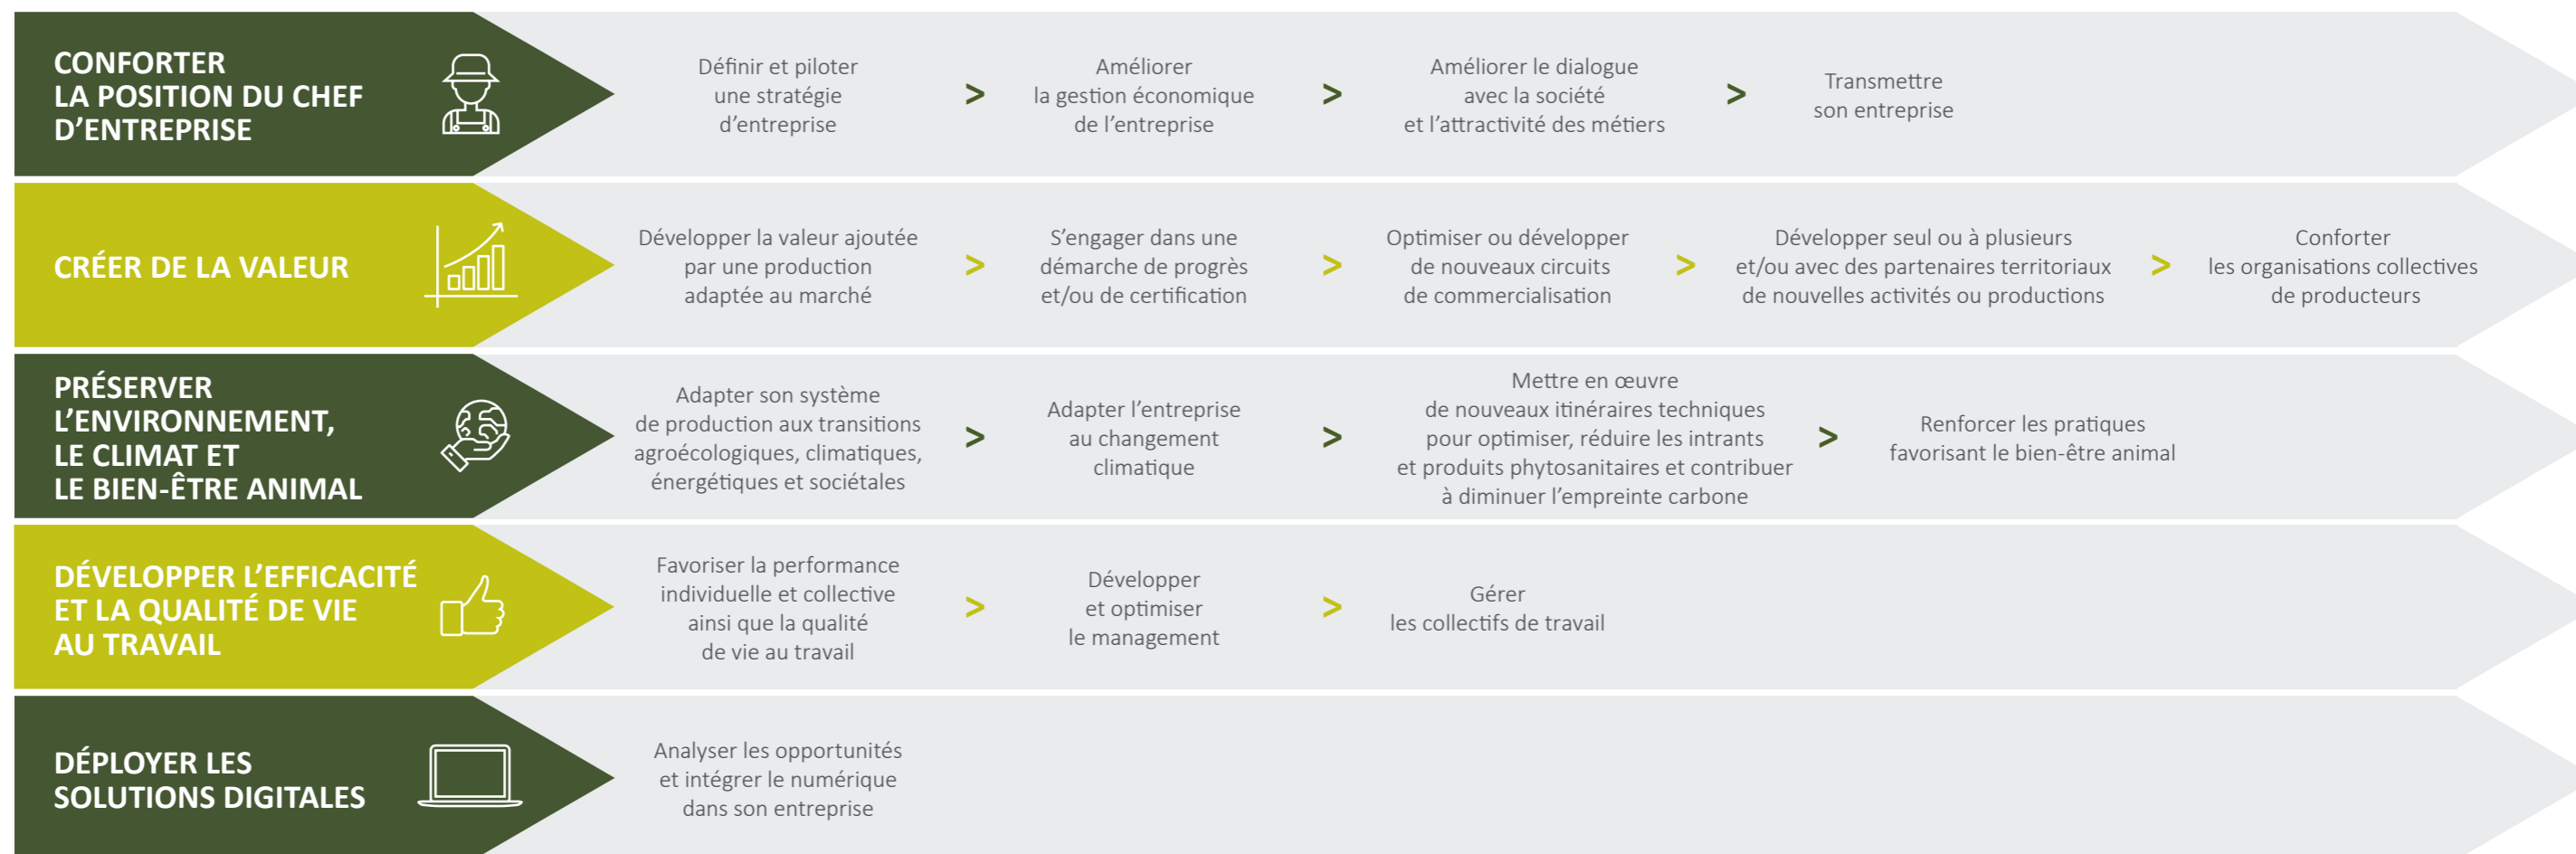 CONFORTER
LA POSITION DU CHEF
D’ENTREPRISE
Définir et piloter
une stratégie
d’entreprise
>
Améliorer
la gestion économique
de l’entreprise
>
Améliorer le dialogue
avec la société
et l’attractivité des métiers
>
Transmettre
son entreprise
CRÉER DE LA VALEUR
Développer la valeur ajoutée
par une production
adaptée au marché
>
S’engager dans une
démarche de progrès
et/ou de certification
>
Optimiser ou développer
de nouveaux circuits
de commercialisation
>
Développer seul ou à plusieurs
et/ou avec des partenaires territoriaux
de nouvelles activités ou productions
>
Conforter
les organisations collectives
de producteurs
PRÉSERVER
L’ENVIRONNEMENT,
LE CLIMAT ET
LE BIEN-ÊTRE ANIMAL
Adapter son système
de production aux transitions
agroécologiques, climatiques,
énergétiques et sociétales
>
Adapter l’entreprise
au changement
climatique
>
Mettre en œuvre
de nouveaux itinéraires techniques
pour optimiser, réduire les intrants
et produits phytosanitaires et contribuer
à diminuer l’empreinte carbone
>
Renforcer les pratiques
favorisant le bien-être animal
DÉVELOPPER L’EFFICACITÉ
ET LA QUALITÉ DE VIE
AU TRAVAIL
Favoriser la performance
individuelle et collective
ainsi que la qualité
de vie au travail
>
Développer
et optimiser
le management
>
Gérer
les collectifs de travail
DÉPLOYER LES
SOLUTIONS DIGITALES
Analyser les opportunités
et intégrer le numérique
dans son entreprise